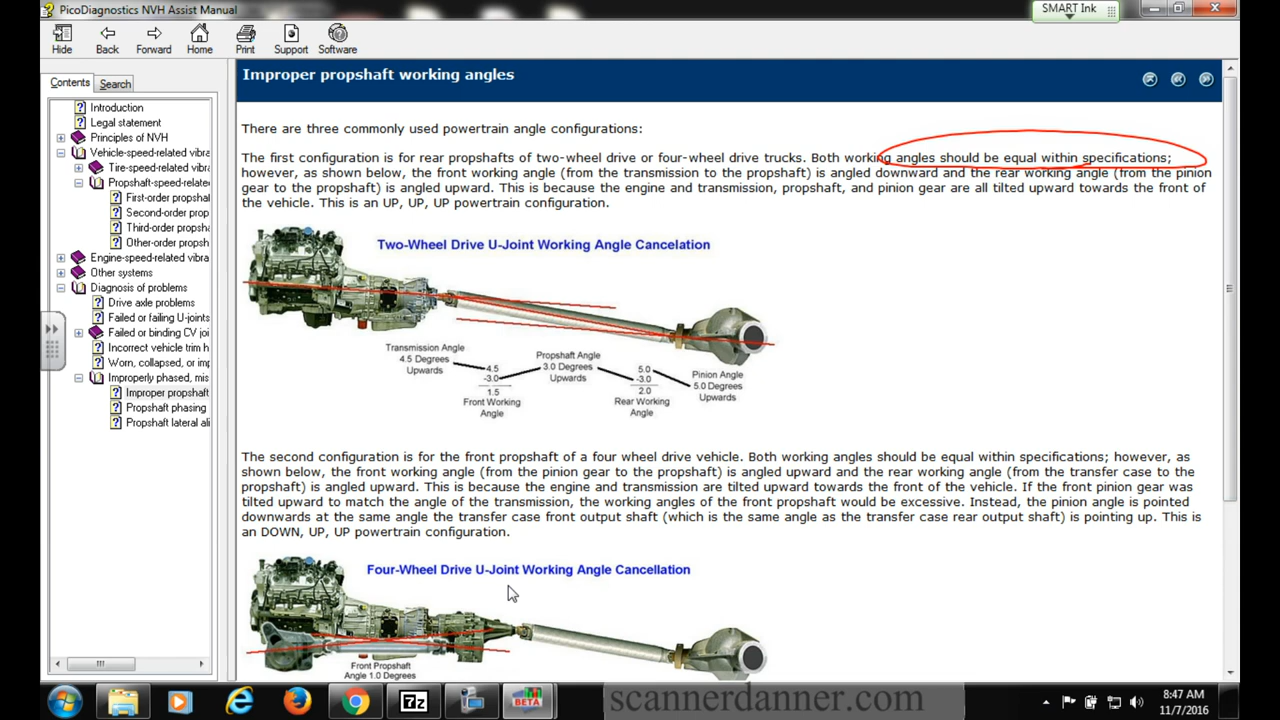 PicoDiagnostics NVH Assist Manual
SMART Ink
Hide Back Forward Home Print Support Software
Contents Search
Introduction
Legal statement
Principles of NVH
Vehicle-speed-related vibra
Tire-speed-related vibra
Propshaft-speed-related
First-order propshaf
Second-order prop
Third-order propsha
Other-order propsh
Engine-speed-related vibra
Other systems
Diagnosis of problems
Drive axle problems
Failed or failing U-joints
Failed or binding CV joi
Incorrect vehicle trim h
Worn, collapsed, or imp
Improperly phased, mis
Improper propshaft
Propshaft phasing
Propshaft lateral ali
Improper propshaft working angles
There are three commonly used powertrain angle configurations:
The first configuration is for rear propshafts of two-wheel drive or four-wheel drive trucks. Both working angles should be equal within specifications;
however, as shown below, the front working angle (from the transmission to the propshaft) is angled downward and the rear working angle (from the pinion
gear to the propshaft) is angled upward. This is because the engine and transmission, propshaft, and pinion gear are all tilted upward towards the front of
the vehicle. This is an UP, UP, UP powertrain configuration.
Two-Wheel Drive U-Joint Working Angle Cancelation
Transmission Angle
4.5 Degrees
Upwards
4.5
-3.0
1.5
Front Working
Angle
Propshaft Angle
3.0 Degrees
Upwards
5.0
-3.0
2.0
Rear Working
Angle
Pinion Angle
5.0 Degrees
Upwards
The second configuration is for the front propshaft of a four wheel drive vehicle. Both working angles should be equal within specifications; however, as
shown below, the front working angle (from the pinion gear to the propshaft) is angled upward and the rear working angle (from the transfer case to the
propshaft) is angled upward. This is because the engine and transmission are tilted upward towards the front of the vehicle. If the front pinion gear was
tilted upward to match the angle of the transmission, the working angles of the front propshaft would be excessive. Instead, the pinion angle is pointed
downwards at the same angle the transfer case front output shaft (which is the same angle as the transfer case rear output shaft) is pointing up. This is
an DOWN, UP, UP powertrain configuration.
Four-Wheel Drive U-Joint Working Angle Cancellation
Front Propshaft
Angle 1.0 Degrees
7z
BETA
scannerdanner.com
8:47 AM
11/7/2016